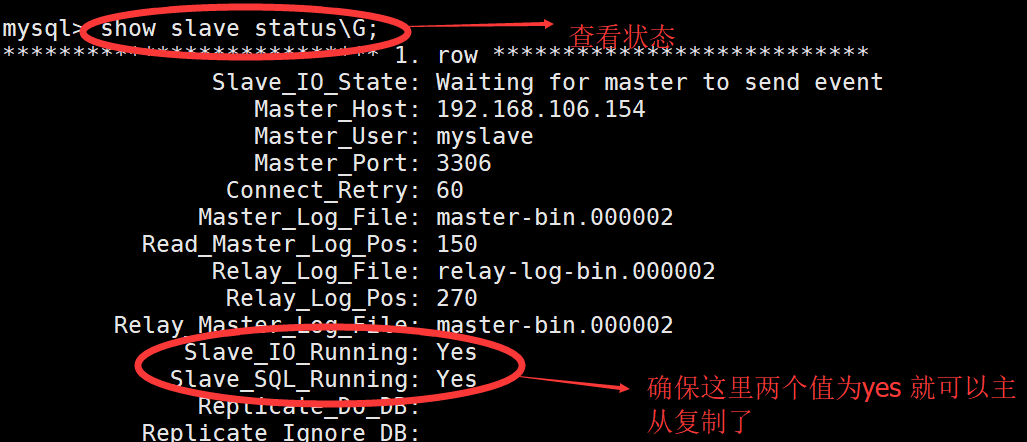 mysql> show slave status\G;
查看状态
*************************** 1. row ***************************
Slave_IO_State: Waiting for master to send event
Master_Host: 192.168.106.154
Master_User: myslave
Master_Port: 3306
Connect_Retry: 60
Master_Log_File: master-bin.000002
Read_Master_Log_Pos: 150
Relay_Log_File: relay-log-bin.000002
Relay_Log_Pos: 270
Relay_Master_Log_File: master-bin.000002
Slave_IO_Running: Yes
Slave_SQL_Running: Yes
确保这里两个值为yes 就可以主
从复制了
Replicate_Do_DB:
Replicate_Ignore_DB: